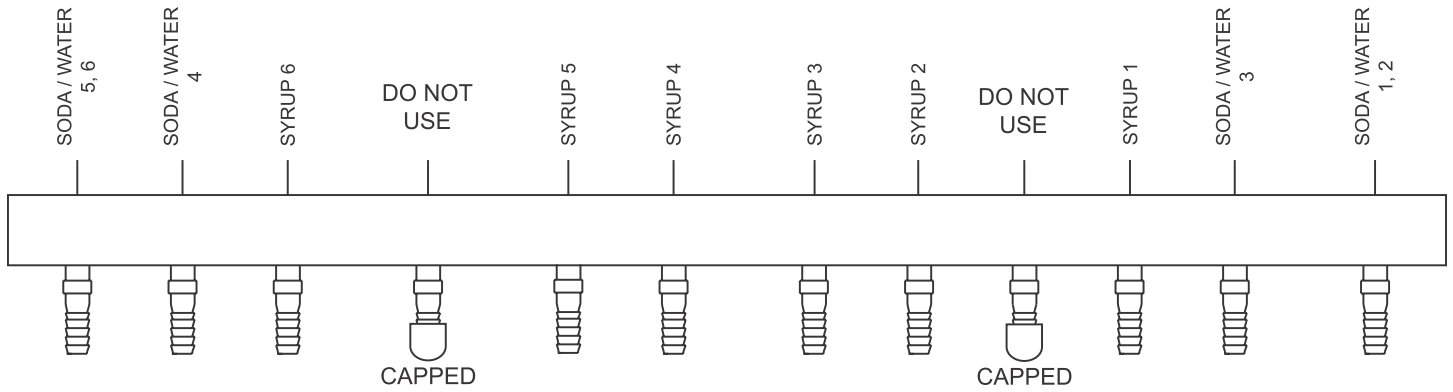 SODA / WATER
5, 6
SODA / WATER
4
SYRUP 6
DO NOT
USE
SYRUP 5
SYRUP 4
SYRUP 3
SYRUP 2
DO NOT
USE
SYRUP 1
SODA / WATER
3
SODA / WATER
1, 2
CAPPED
CAPPED